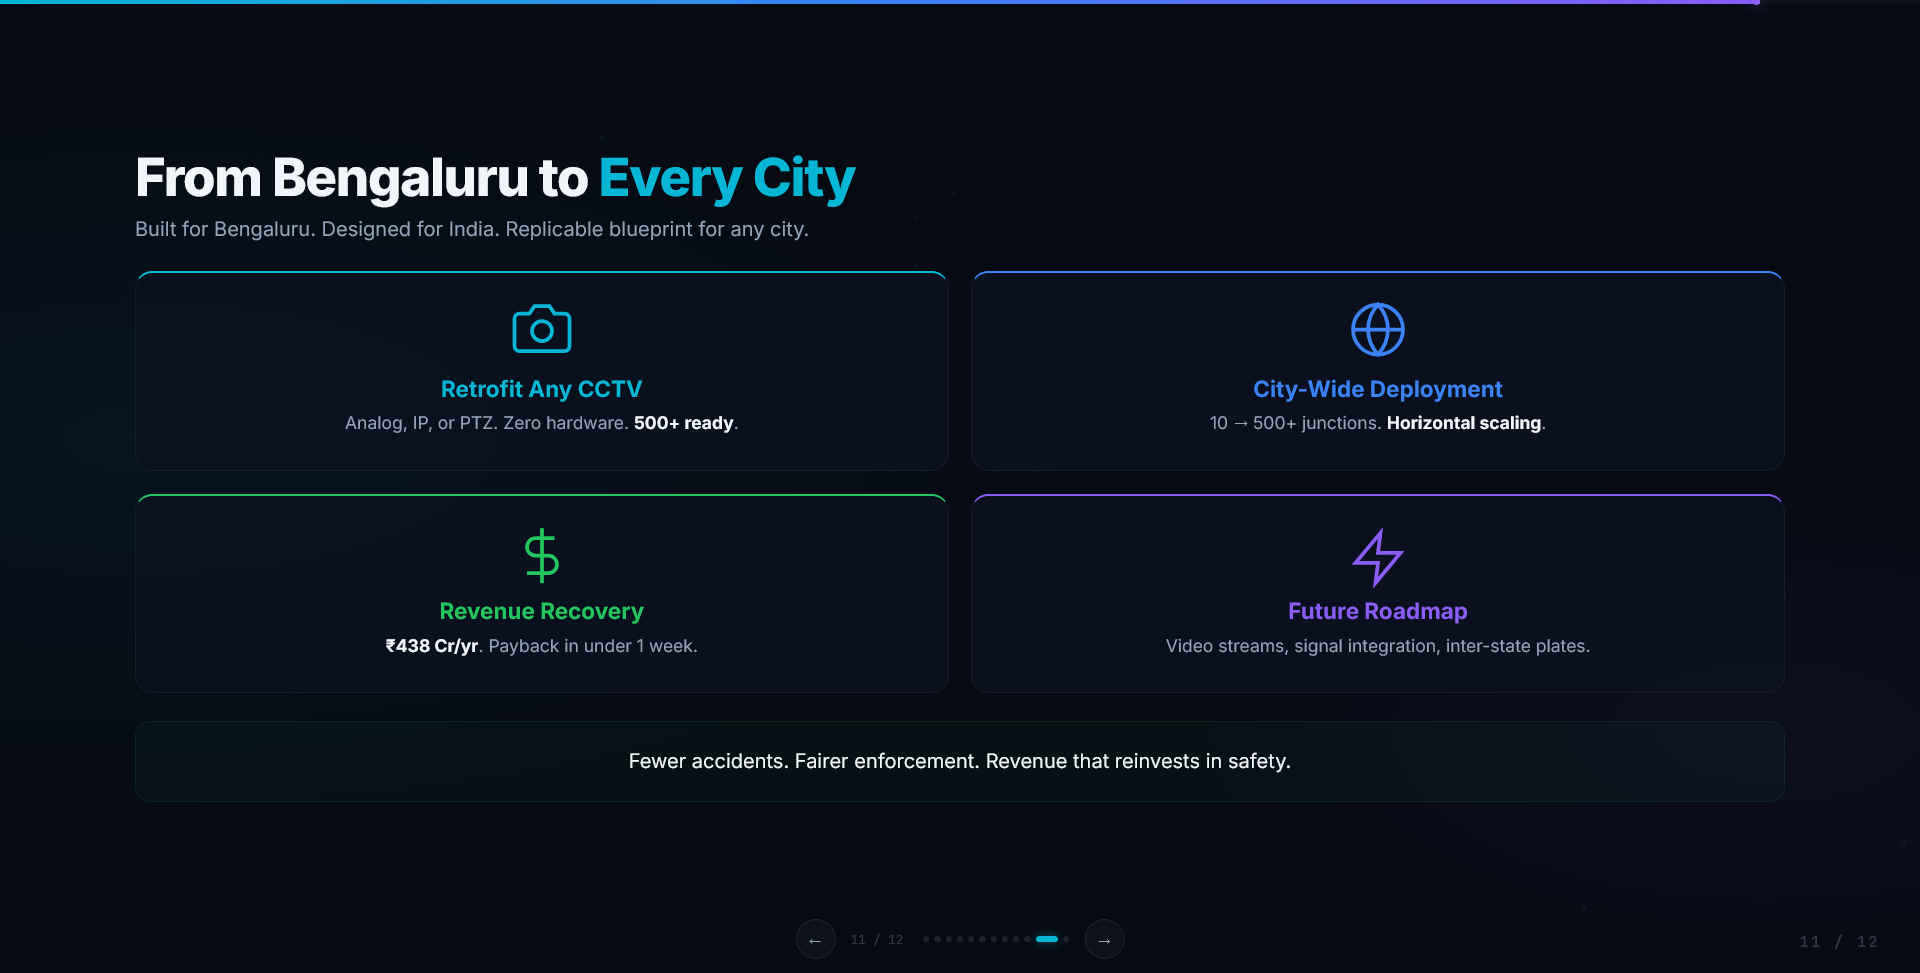 From Bengaluru to Every City
Built for Bengaluru. Designed for India. Replicable blueprint for any city.
Retrofit Any CCTV
Analog, IP, or PTZ. Zero hardware. 500+ ready.
City-Wide Deployment
10 → 500+ junctions. Horizontal scaling.
Revenue Recovery
₹438 Cr/yr. Payback in under 1 week.
Future Roadmap
Video streams, signal integration, inter-state plates.
Fewer accidents. Fairer enforcement. Revenue that reinvests in safety.
← 11 / 12 →
11 / 12